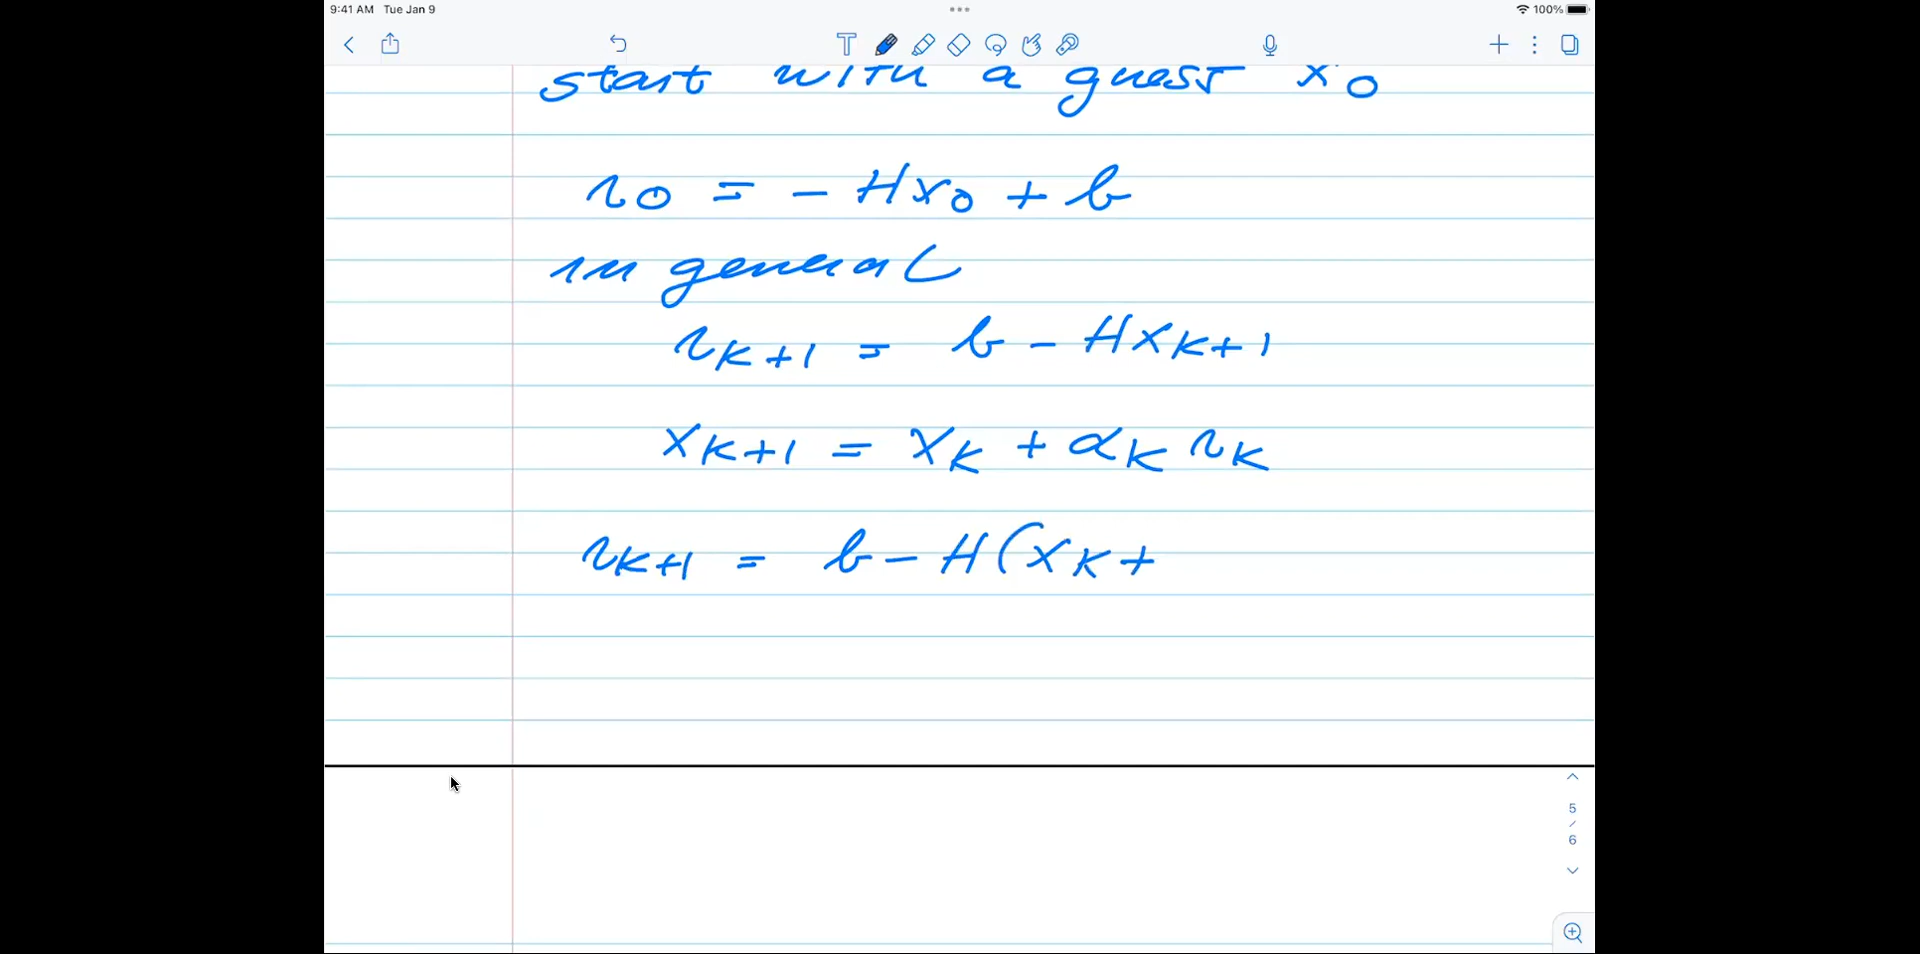 9:41 AM Tue Jan 9 100%
start with a guess x₀
r₀ = - Hx₀ + b
in general
rₖ₊₁ = b - Hxₖ₊₁
xₖ₊₁ = xₖ + αₖ rₖ
rₖ₊₁ = b - H(xₖ +
5
/
6